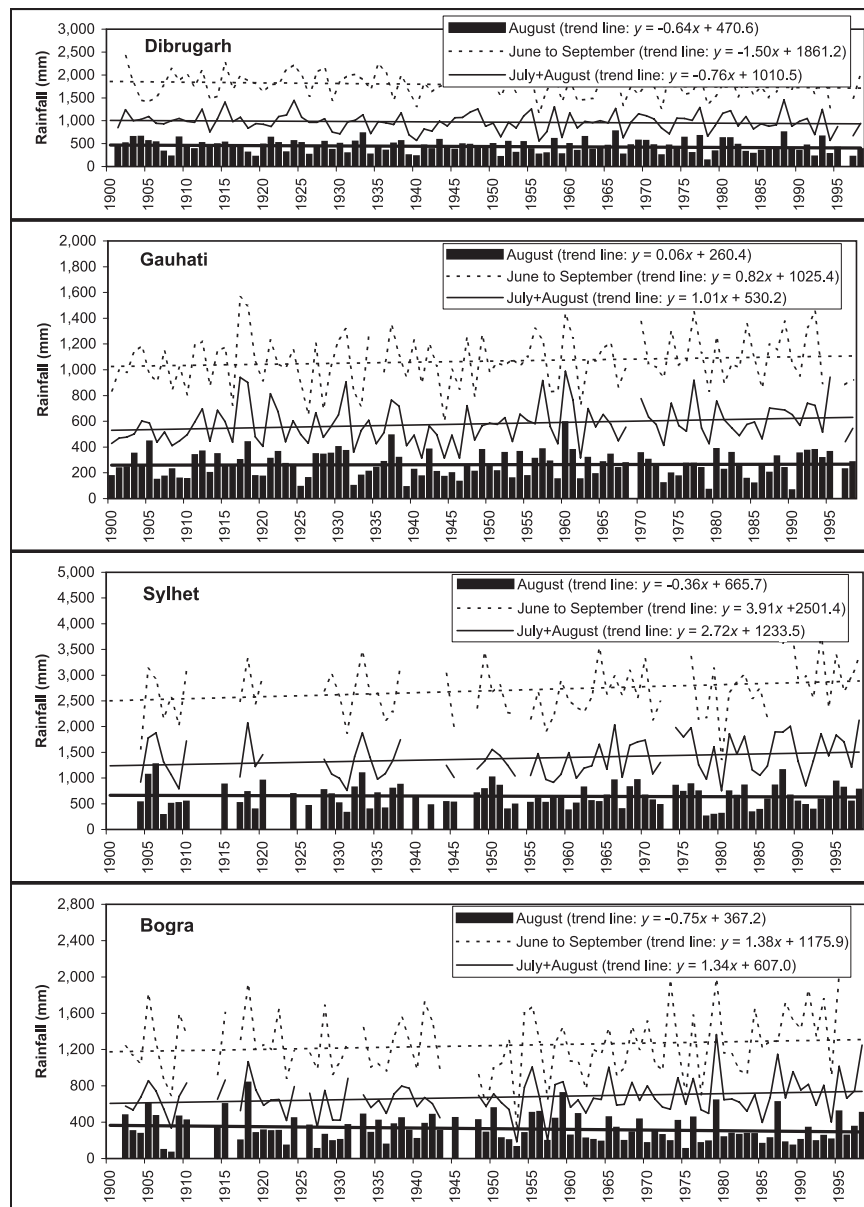 Dibrugarh
August (trend line: y = -0.64x + 470.6)
June to September (trend line: y = -1.50x + 1861.2)
July+August (trend line: y = -0.76x + 1010.5)
Rainfall (mm)
3,000
2,500
2,000
1,500
1,000
500
0
1900 1905 1910 1915 1920 1925 1930 1935 1940 1945 1950 1955 1960 1965 1970 1975 1980 1985 1990 1995
Gauhati
August (trend line: y = 0.06x + 260.4)
June to September (trend line: y = 0.82x + 1025.4)
July+August (trend line: y = 1.01x + 530.2)
Rainfall (mm)
2,000
1,800
1,600
1,400
1,200
1,000
800
600
400
200
0
1900 1905 1910 1915 1920 1925 1930 1935 1940 1945 1950 1955 1960 1965 1970 1975 1980 1985 1990 1995
Sylhet
August (trend line: y = -0.36x + 665.7)
June to September (trend line: y = 3.91x +2501.4)
July+August (trend line: y = 2.72x + 1233.5)
Rainfall (mm)
5,000
4,500
4,000
3,500
3,000
2,500
2,000
1,500
1,000
500
0
1900 1905 1910 1915 1920 1925 1930 1935 1940 1945 1950 1955 1960 1965 1970 1975 1980 1985 1990 1995
Bogra
August (trend line: y = -0.75x + 367.2)
June to September (trend line: y = 1.38x + 1175.9)
July+August (trend line: y = 1.34x + 607.0)
Rainfall (mm)
2,800
2,400
2,000
1,600
1,200
800
400
0
1900 1905 1910 1915 1920 1925 1930 1935 1940 1945 1950 1955 1960 1965 1970 1975 1980 1985 1990 1995